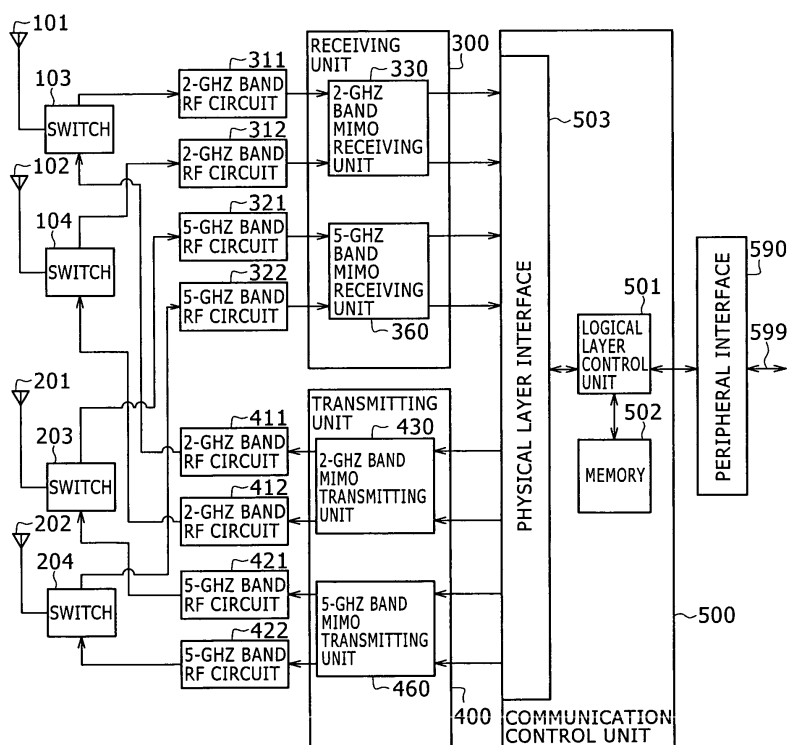 101
103
SWITCH
102
104
SWITCH
201
203
SWITCH
202
204
SWITCH
311
2-GHZ BAND
RF CIRCUIT
312
2-GHZ BAND
RF CIRCUIT
321
5-GHZ BAND
RF CIRCUIT
322
5-GHZ BAND
RF CIRCUIT
411
2-GHZ BAND
RF CIRCUIT
412
2-GHZ BAND
RF CIRCUIT
421
5-GHZ BAND
RF CIRCUIT
422
5-GHZ BAND
RF CIRCUIT
RECEIVING
UNIT
300
330
2-GHZ
BAND
MIMO
RECEIVING
UNIT
5-GHZ
BAND
MIMO
RECEIVING
UNIT
360
TRANSMITTING
UNIT
430
2-GHZ BAND
MIMO
TRANSMITTING
UNIT
5-GHZ BAND
MIMO
TRANSMITTING
UNIT
460
400
503
PHYSICAL LAYER INTERFACE
501
LOGICAL
LAYER
CONTROL
UNIT
502
MEMORY
500
COMMUNICATION
CONTROL UNIT
590
PERIPHERAL INTERFACE
599